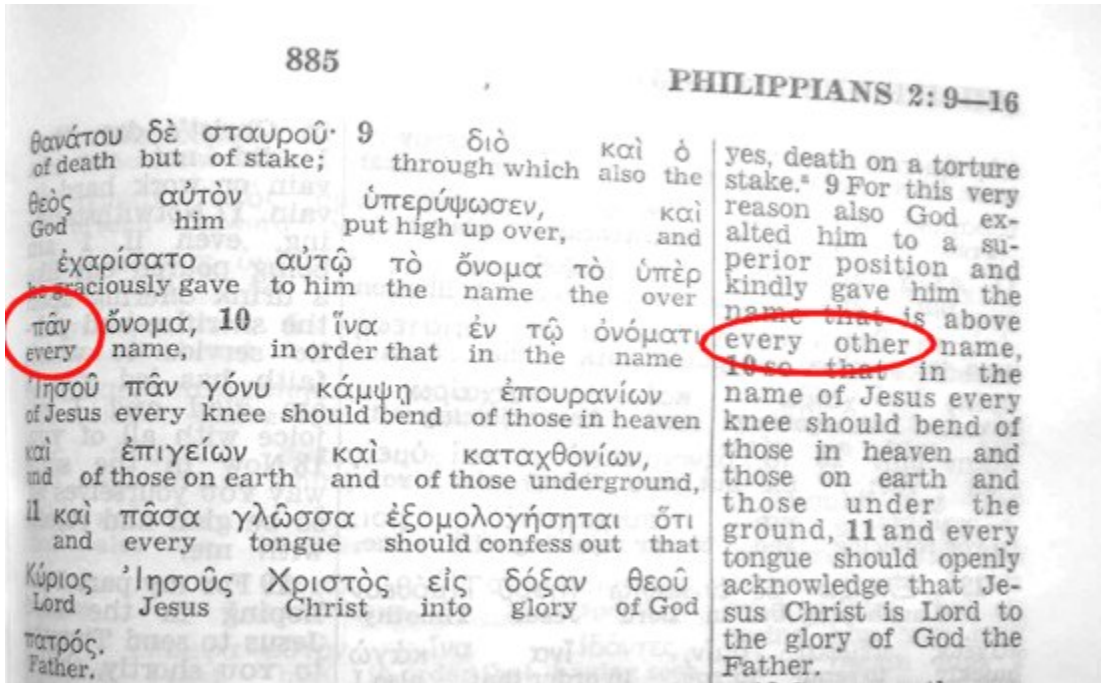 885
PHILIPPIANS 2:9—16
θανάτου δὲ σταυροῦ· 9 διὸ καὶ ὁ
of death but of stake; through which also the
θεὸς αὐτὸν ὑπερύψωσεν, καὶ
God him put high up over, and
ἐχαρίσατο αὐτῷ τὸ ὄνομα τὸ ὑπὲρ
he graciously gave to him the name the over
πᾶν ὄνομα, 10 ἵνα ἐν τῷ ὀνόματι
every name, in order that in the name
Ἰησοῦ πᾶν γόνυ κάμψῃ ἐπουρανίων
of Jesus every knee should bend of those in heaven
καὶ ἐπιγείων καὶ καταχθονίων,
and of those on earth and of those underground,
11 καὶ πᾶσα γλῶσσα ἐξομολογήσηται ὅτι
and every tongue should confess out that
Κύριος Ἰησοῦς Χριστὸς εἰς δόξαν θεοῦ
Lord Jesus Christ into glory of God
πατρός.
Father.
yes, death on a torture
stake.ª 9 For this very
reason also God ex-
alted him to a su-
perior position and
kindly gave him the
name that is above
every other name,
10 so that in the
name of Jesus every
knee should bend of
those in heaven and
those on earth and
those under the
ground, 11 and every
tongue should openly
acknowledge that Je-
sus Christ is Lord to
the glory of God the
Father.